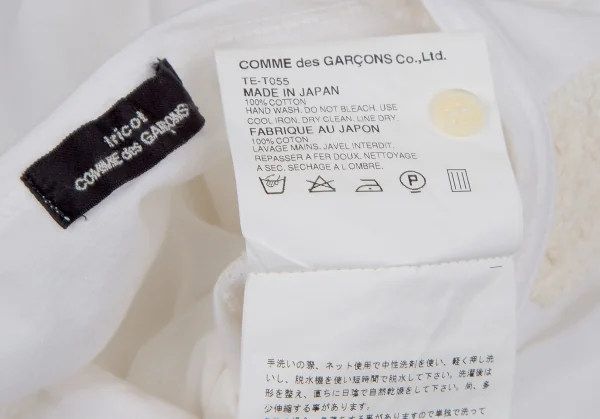 tricot
COMME des GARÇONS
COMME des GARÇONS Co.,Ltd.
TE-T055
MADE IN JAPAN
100% COTTON
HAND WASH. DO NOT BLEACH. USE
COOL IRON. DRY CLEAN. LINE DRY.
FABRIQUE AU JAPON
100% COTON
LAVAGE MAINS. JAVEL INTERDIT.
REPASSER A FER DOUX. NETTOYAGE
A SEC. SECHAGE A L OMBRE.
P
手洗いの際、ネット使用で中性洗剤を使い、軽く押し洗
いし、脱水機を使い短時間で脱水して下さい。洗濯後は
形を整え、直ちに日陰で自然乾燥をして下さい。尚、多
少伸縮する事があります。